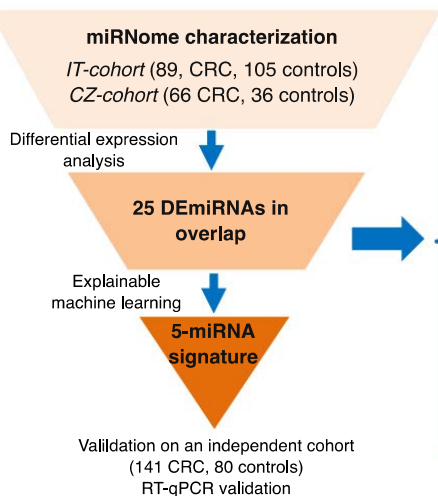 miRNome characterization
IT-cohort (89, CRC, 105 controls)
CZ-cohort (66 CRC, 36 controls)
Differential expression
analysis
25 DEmiRNAs in
overlap
Explainable
machine learning
5-miRNA
signature
Valildation on an independent cohort
(141 CRC, 80 controls)
RT-qPCR validation